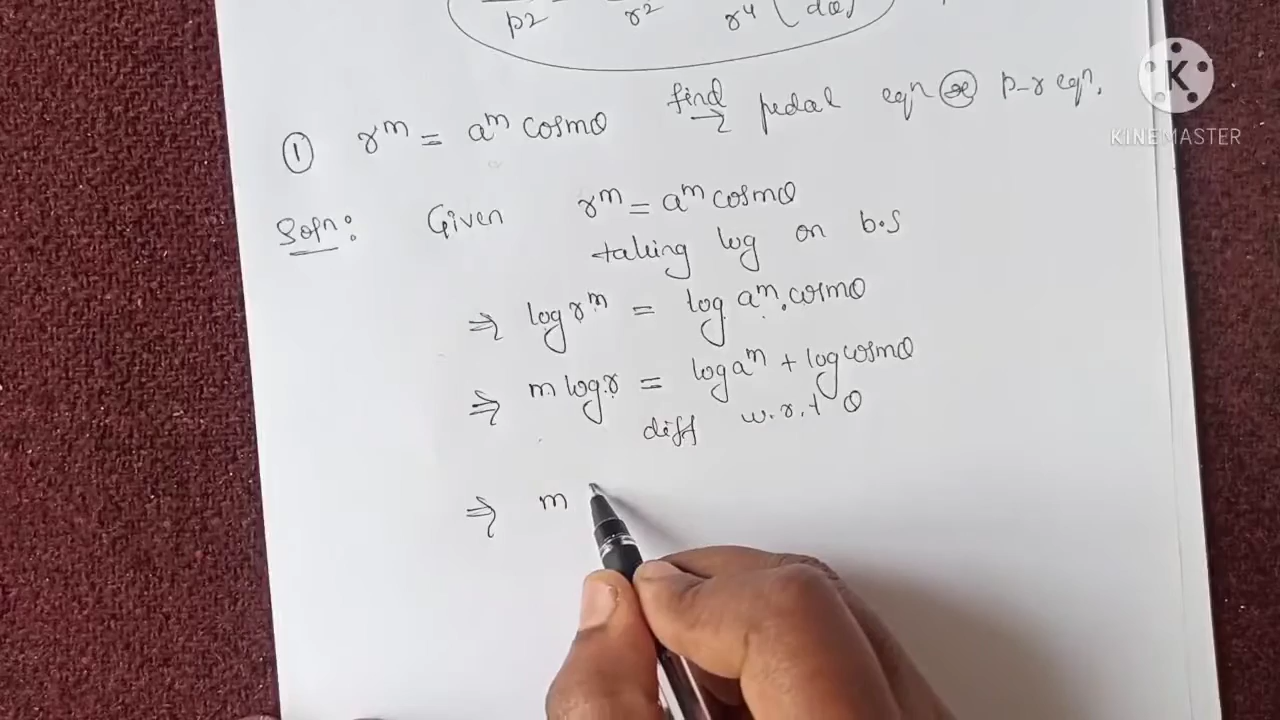 p2 r2 r4 (dθ)
① r^m = a^m cosmθ find → pedal eqn or p-r eqn.
KINEMASTER
Soln: Given r^m = a^m cosmθ
taking log on b.s
⇒ log r^m = log a^m . cosmθ
⇒ m log r = log a^m + log cosmθ
diff w.r.t θ
⇒ m